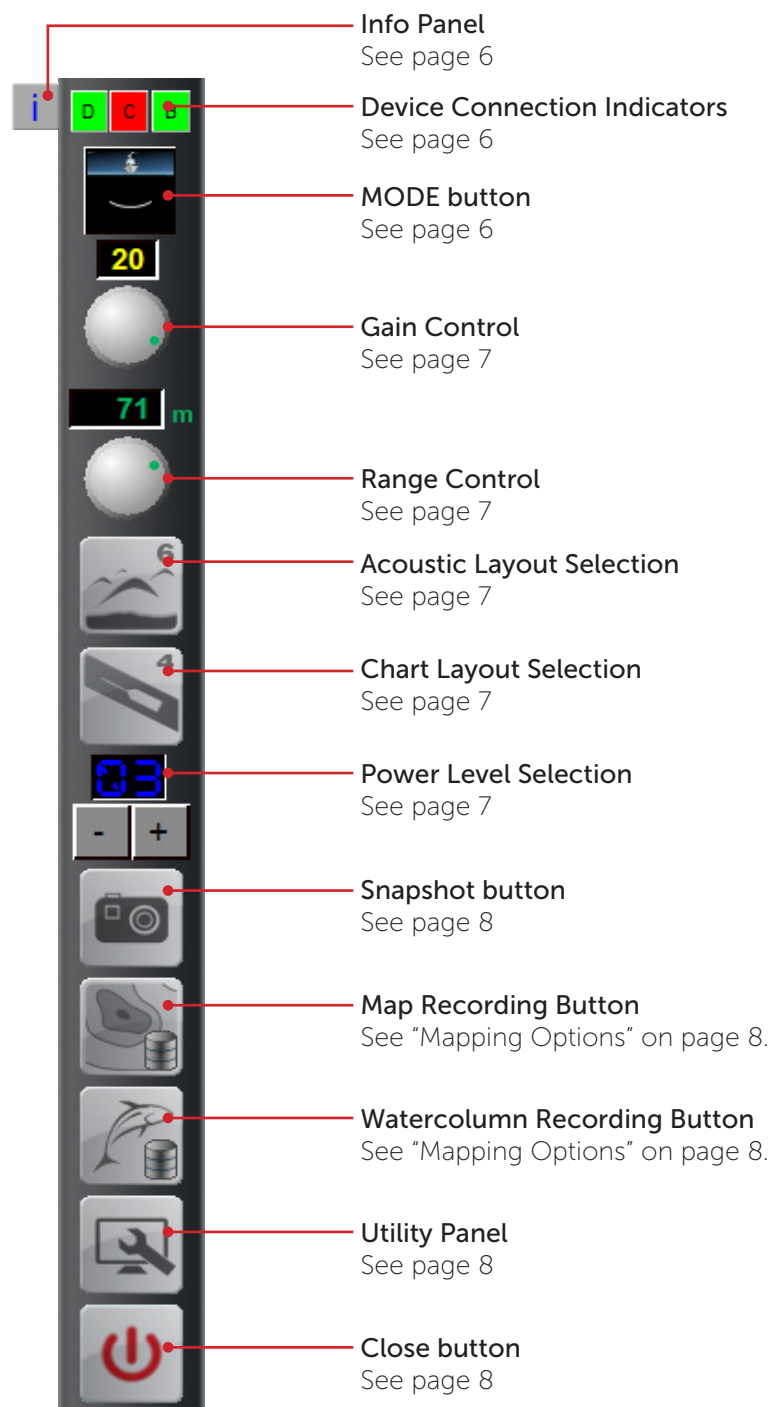 Info Panel
See page 6
i
D C B
Device Connection Indicators
See page 6
MODE button
See page 6
20
Gain Control
See page 7
71 m
Range Control
See page 7
6
Acoustic Layout Selection
See page 7
4
Chart Layout Selection
See page 7
03
Power Level Selection
See page 7
- +
Snapshot button
See page 8
Map Recording Button
See “Mapping Options” on page 8.
Watercolumn Recording Button
See “Mapping Options” on page 8.
Utility Panel
See page 8
Close button
See page 8